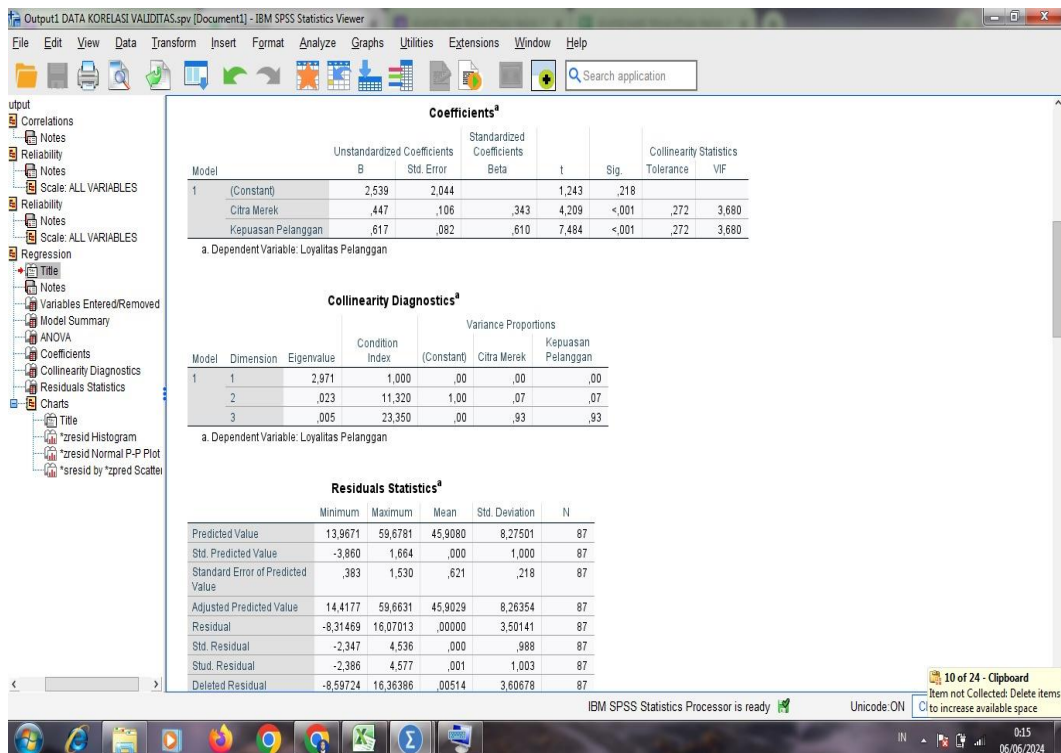 Output1 DATA KORELASI VALIDITAS.spv [Document1] - IBM SPSS Statistics Viewer
File Edit View Data Transform Insert Format Analyze Graphs Utilities Extensions Window Help
Search application
utput
Correlations
Notes
Reliability
Notes
Scale: ALL VARIABLES
Reliability
Notes
Scale: ALL VARIABLES
Regression
Title
Notes
Variables Entered/Removed
Model Summary
ANOVA
Coefficients
Collinearity Diagnostics
Residuals Statistics
Charts
Title
*zresid Histogram
*zresid Normal P-P Plot
*sresid by *zpred Scatter
Coefficientsa
Unstandardized Coefficients Standardized Coefficients Collinearity Statistics
Model B Std. Error Beta t Sig. Tolerance VIF
1 (Constant) 2,539 2,044 1,243 ,218
Citra Merek ,447 ,106 ,343 4,209 <,001 ,272 3,680
Kepuasan Pelanggan ,617 ,082 ,610 7,484 <,001 ,272 3,680
a. Dependent Variable: Loyalitas Pelanggan
Collinearity Diagnosticsa
Variance Proportions
Model Dimension Eigenvalue Condition Index (Constant) Citra Merek Kepuasan Pelanggan
1 1 2,971 1,000 ,00 ,00 ,00
2 ,023 11,320 1,00 ,07 ,07
3 ,005 23,350 ,00 ,93 ,93
a. Dependent Variable: Loyalitas Pelanggan
Residuals Statisticsa
Minimum Maximum Mean Std. Deviation N
Predicted Value 13,9671 59,6781 45,9080 8,27501 87
Std. Predicted Value -3,860 1,664 ,000 1,000 87
Standard Error of Predicted Value ,383 1,530 ,621 ,218 87
Adjusted Predicted Value 14,4177 59,6631 45,9029 8,26354 87
Residual -8,31469 16,07013 ,00000 3,50141 87
Std. Residual -2,347 4,536 ,000 ,988 87
Stud. Residual -2,386 4,577 ,001 1,003 87
Deleted Residual -8,59724 16,36386 ,00514 3,60678 87
10 of 24 - Clipboard
Item not Collected: Delete items
to increase available space
IBM SPSS Statistics Processor is ready Unicode:ON
IN
0:15
06/06/2024